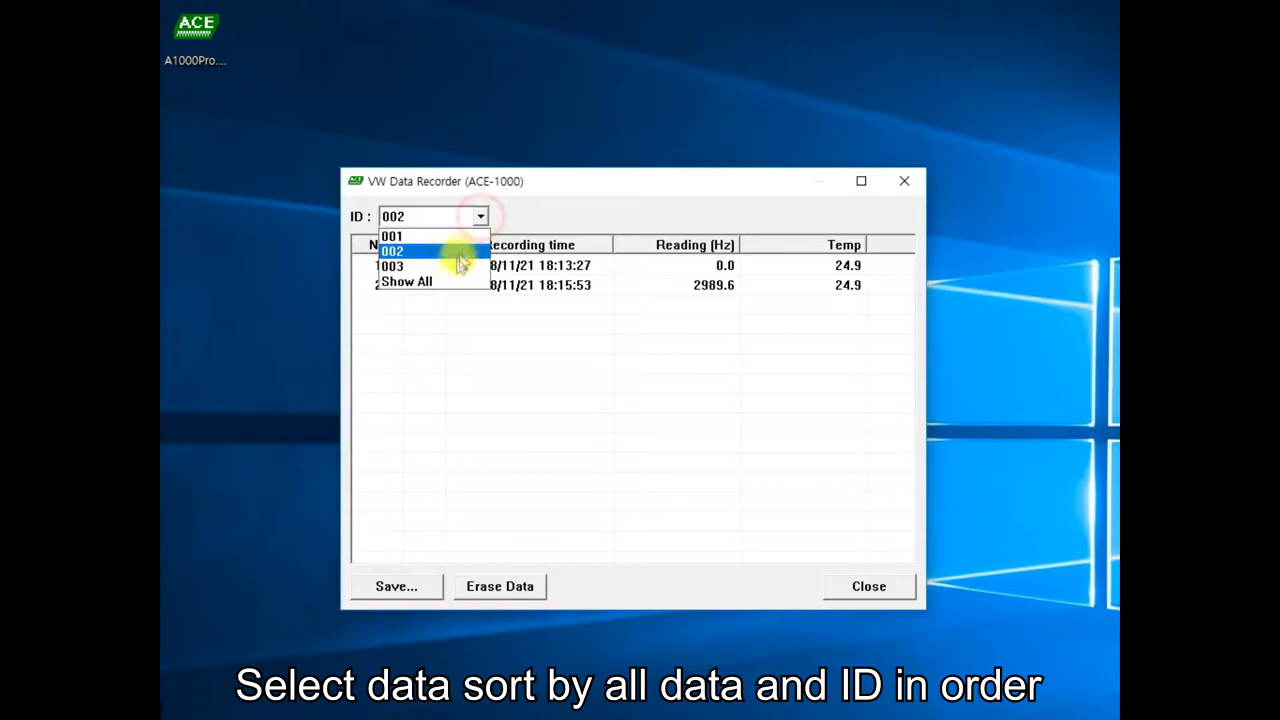 ACE
A1000Pro....
VW Data Recorder (ACE-1000)
ID : 002
001
002
003
Show All
Recording time Reading (Hz) Temp
8/11/21 18:13:27 0.0 24.9
8/11/21 18:15:53 2989.6 24.9
Save... Erase Data Close
Select data sort by all data and ID in order